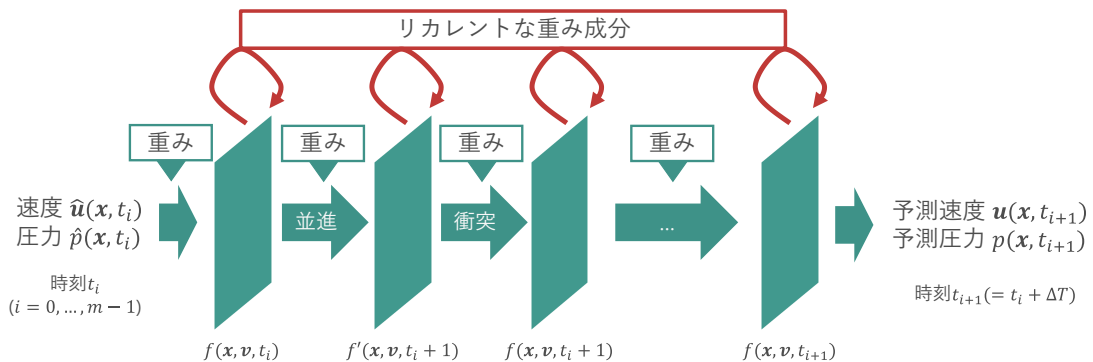 リカレントな重み成分
重み
重み
重み
重み
速度 û(x, tᵢ)
圧力 p̂(x, tᵢ)
並進
衝突
...
予測速度 u(x, tᵢ₊₁)
予測圧力 p(x, tᵢ₊₁)
時刻tᵢ
(i = 0, ..., m − 1)
時刻tᵢ₊₁(= tᵢ + ΔT)
f(x, v, tᵢ)
f'(x, v, tᵢ + 1)
f(x, v, tᵢ + 1)
f(x, v, tᵢ₊₁)